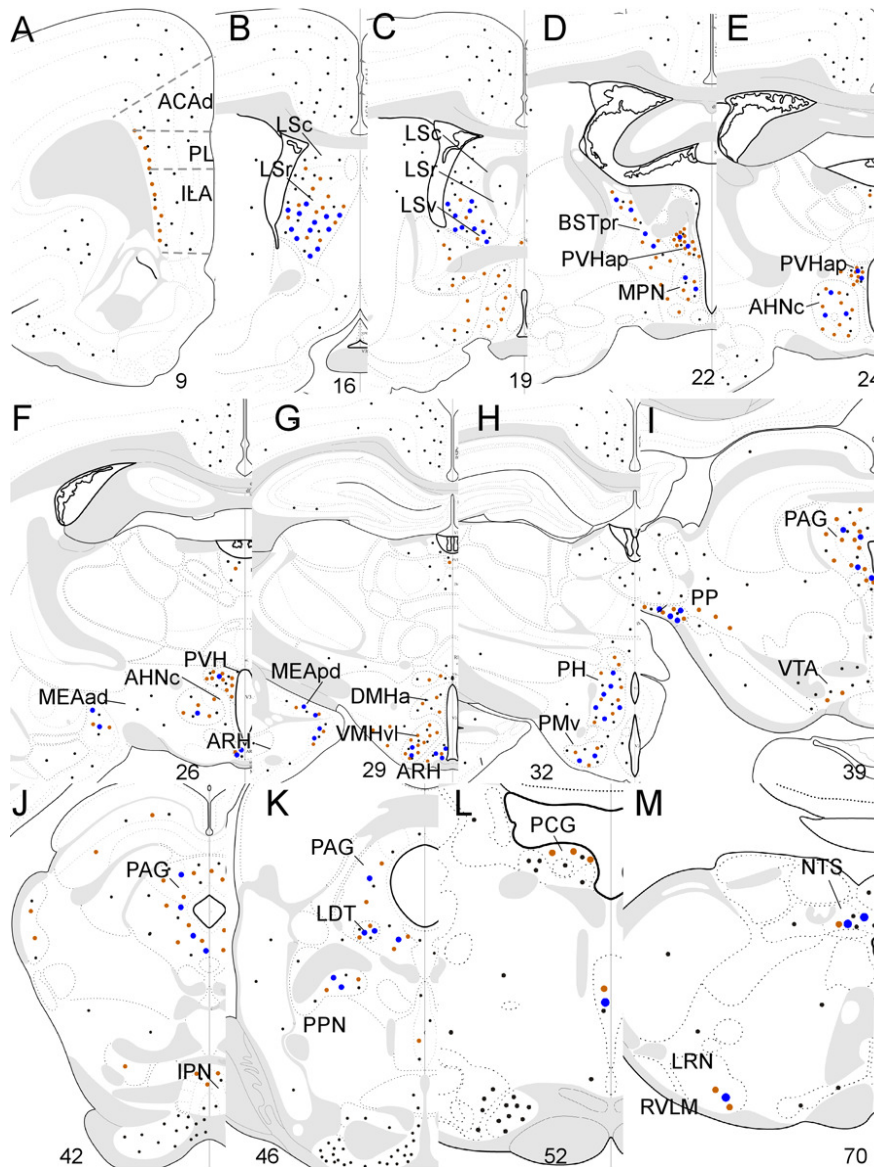 A
B
C
D
E
ACAd
PL
ILA
LSc
LSr
LSc
LSr
LSv
BSTpr
PVHap
MPN
PVHap
AHNc
9
16
19
22
24
F
G
H
I
PAG
PP
VTA
PVH
AHNc
MEAad
ARH
MEApd
DMHa
VMHvl
ARH
PH
PMv
26
29
32
39
J
K
L
M
PAG
IPN
PAG
LDT
PPN
PCG
NTS
LRN
RVLM
42
46
52
70